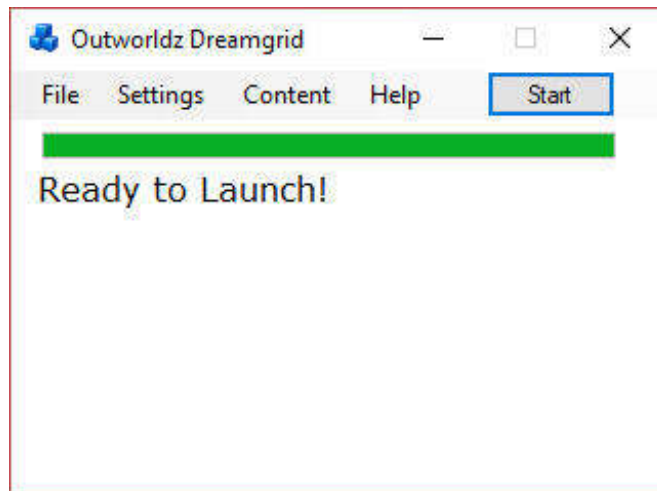 Outworldz Dreamgrid
File Settings Content Help Start
Ready to Launch!